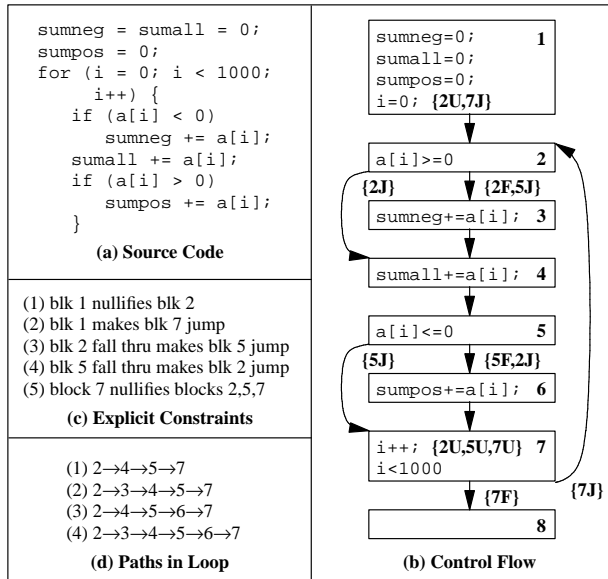 sumneg = sumall = 0;
sumpos = 0;
for (i = 0; i < 1000;
i++) {
if (a[i] < 0)
sumneg += a[i];
sumall += a[i];
if (a[i] > 0)
sumpos += a[i];
}
(a) Source Code
(1) blk 1 nullifies blk 2
(2) blk 1 makes blk 7 jump
(3) blk 2 fall thru makes blk 5 jump
(4) blk 5 fall thru makes blk 2 jump
(5) block 7 nullifies blocks 2,5,7
(c) Explicit Constraints
(1) 2→4→5→7
(2) 2→3→4→5→7
(3) 2→4→5→6→7
(4) 2→3→4→5→6→7
(d) Paths in Loop
sumneg=0; 1
sumall=0;
sumpos=0;
i=0; {2U,7J}
a[i]>=0 2
{2J} {2F,5J}
sumneg+=a[i]; 3
sumall+=a[i]; 4
a[i]<=0 5
{5J} {5F,2J}
sumpos+=a[i]; 6
i++; {2U,5U,7U} 7
i<1000
{7F} {7J}
8
(b) Control Flow